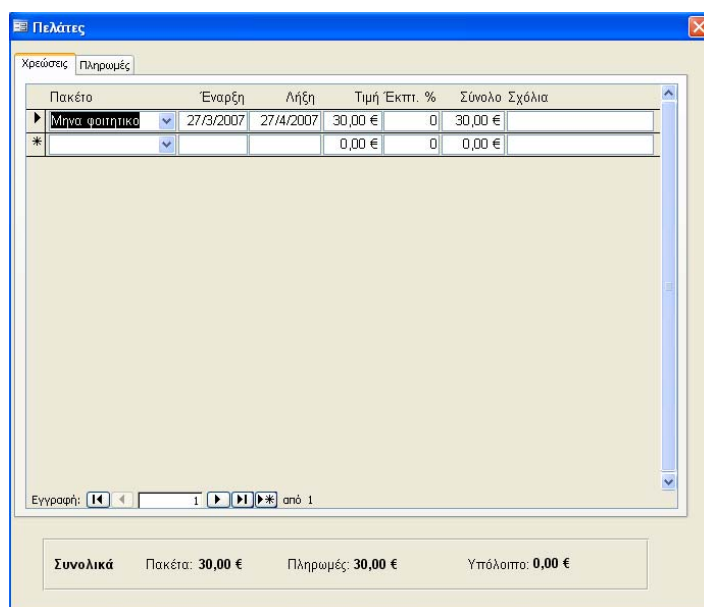 Πελάτες
Χρεώσεις Πληρωμές
Πακέτο Έναρξη Λήξη Τιμή Έκπτ. % Σύνολο Σχόλια
Μηνα φοιτητικο 27/3/2007 27/4/2007 30,00 € 0 30,00 €
0,00 € 0 0,00 €
Εγγραφή: 1 από 1
Συνολικά Πακέτα: 30,00 € Πληρωμές: 30,00 € Υπόλοιπο: 0,00 €